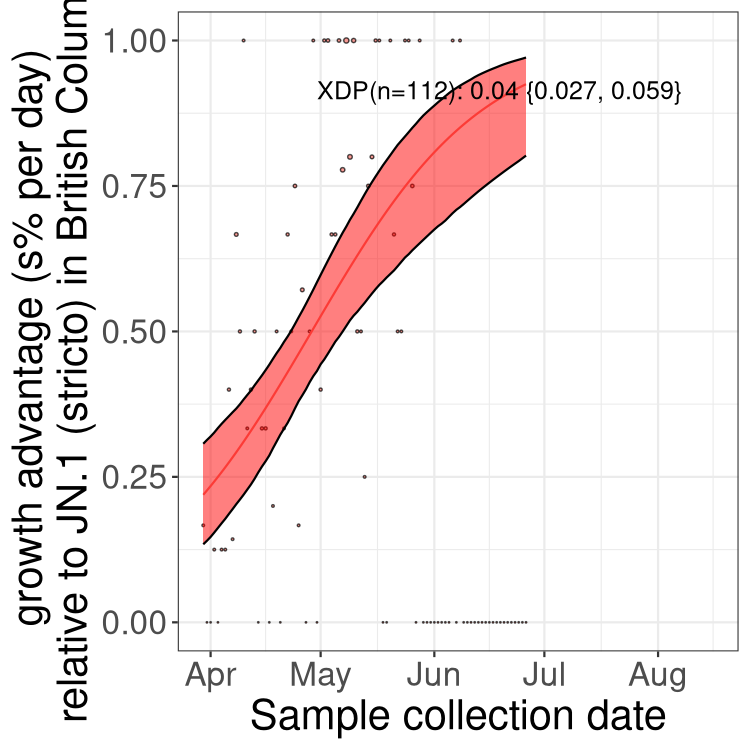 growth advantage (s% per day)
relative to JN.1 (stricto) in British Colum
1.00
0.75
0.50
0.25
0.00
XDP(n=112): 0.04 {0.027, 0.059}
Apr May Jun Jul Aug
Sample collection date